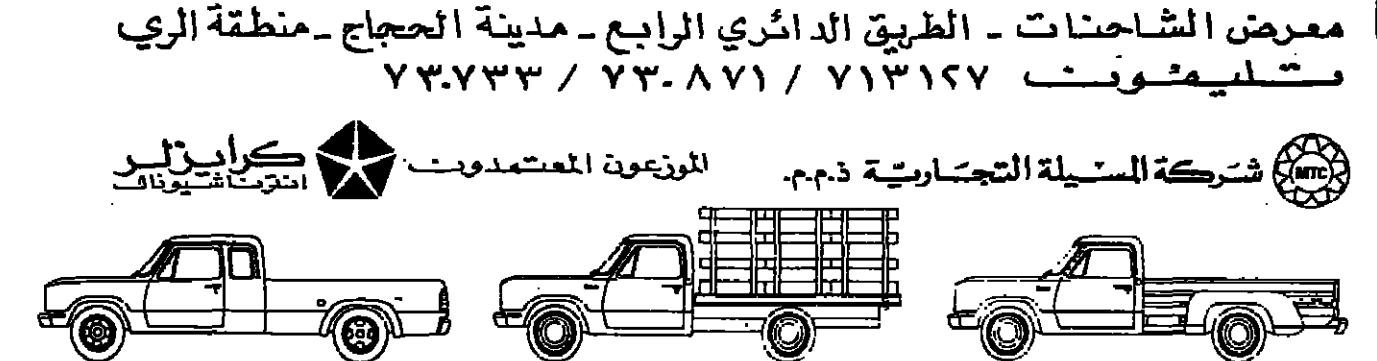 معرض الشاحنات - الطريق الدائري الرابع - مدينة الحجاج - منطقة الري
تليفون ٧١٣١٢٧ / ٧٣٠٨٧١ / ٧٣٠٧٣٣
MTC شركة المسيلة التجارية ذ.م.م. الموزعون المعتمدون كرايزلر
انترناشيونال